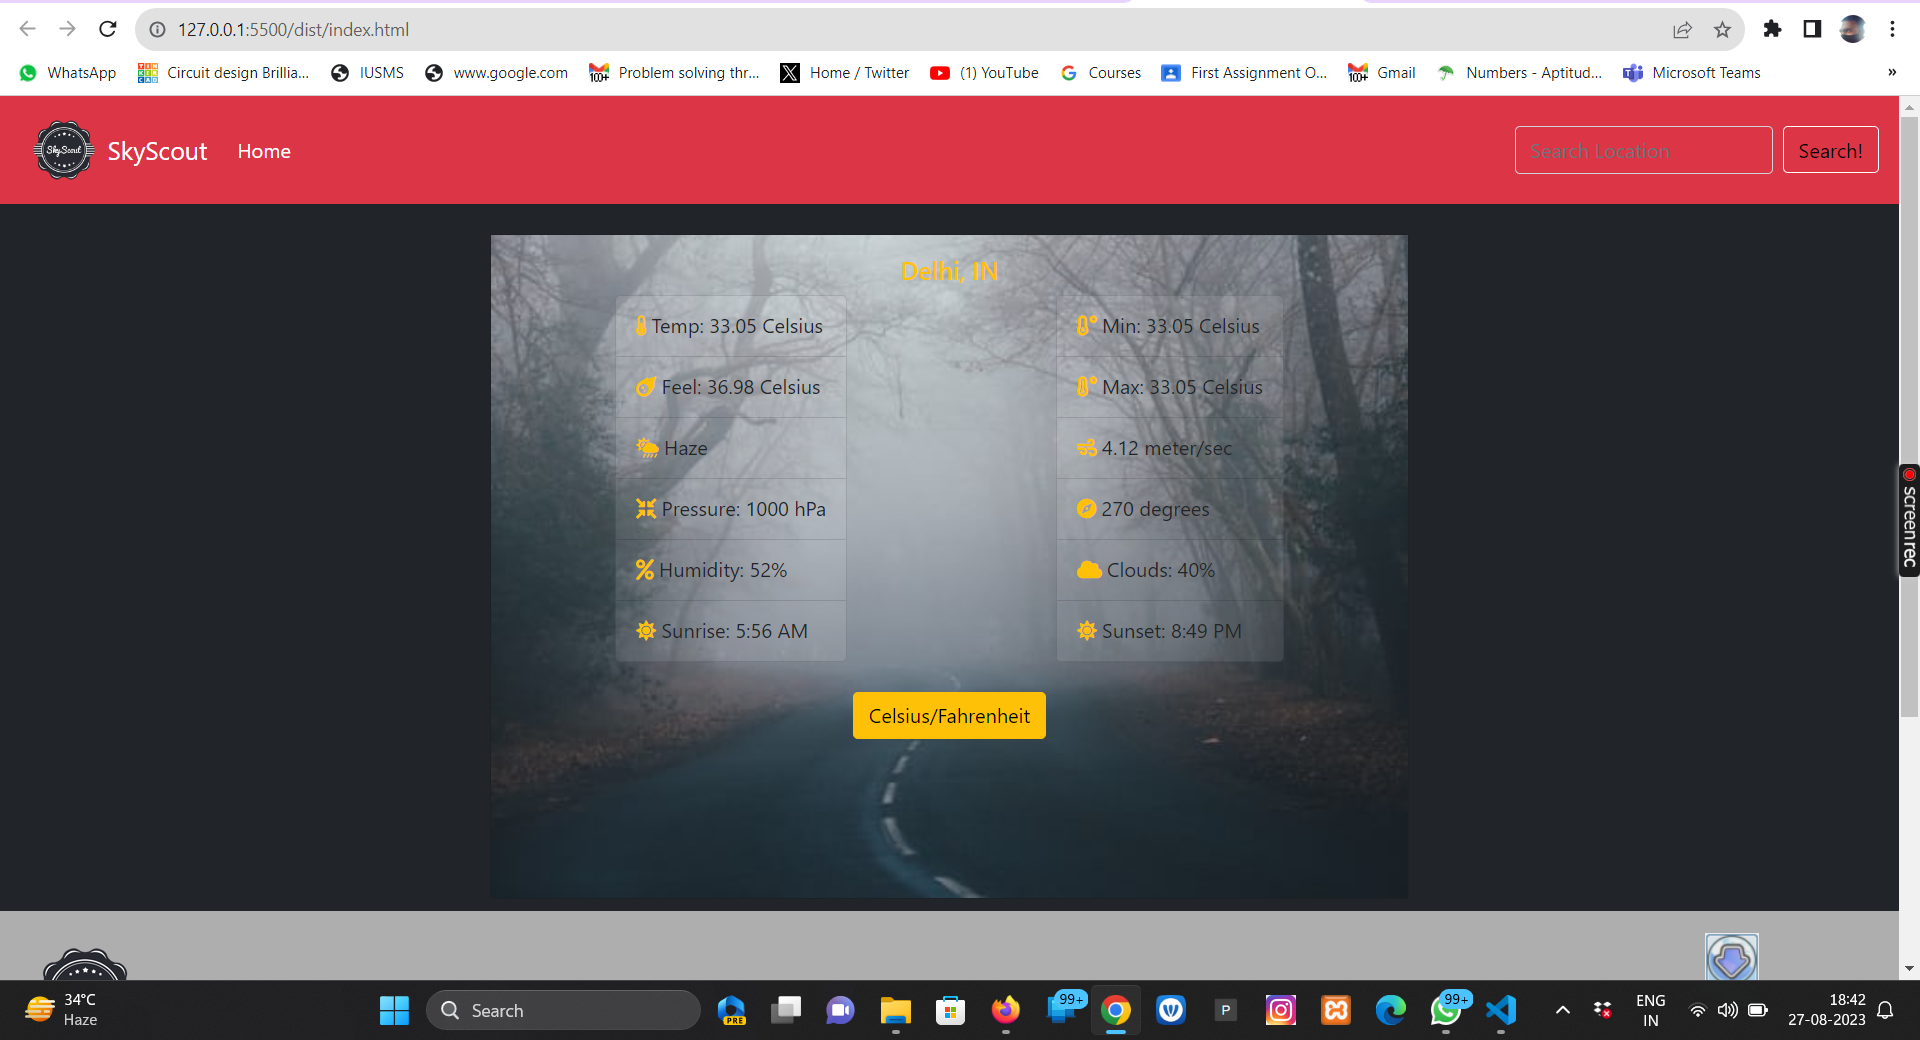 127.0.0.1:5500/dist/index.html
WhatsApp
Circuit design Brillia...
IUSMS
www.google.com
100+
Problem solving thr...
Home / Twitter
(1) YouTube
Courses
First Assignment O...
100+
Gmail
Numbers - Aptitud...
Microsoft Teams
»
SkyScout
SkyScout
Home
Search Location
Search!
Delhi, IN
Temp: 33.05 Celsius
Feel: 36.98 Celsius
Haze
Pressure: 1000 hPa
Humidity: 52%
Sunrise: 5:56 AM
Min: 33.05 Celsius
Max: 33.05 Celsius
4.12 meter/sec
270 degrees
Clouds: 40%
Sunset: 8:49 PM
Celsius/Fahrenheit
screenrec
34°C
Haze
Search
PRE
99+
P
99+
ENG
IN
18:42
27-08-2023